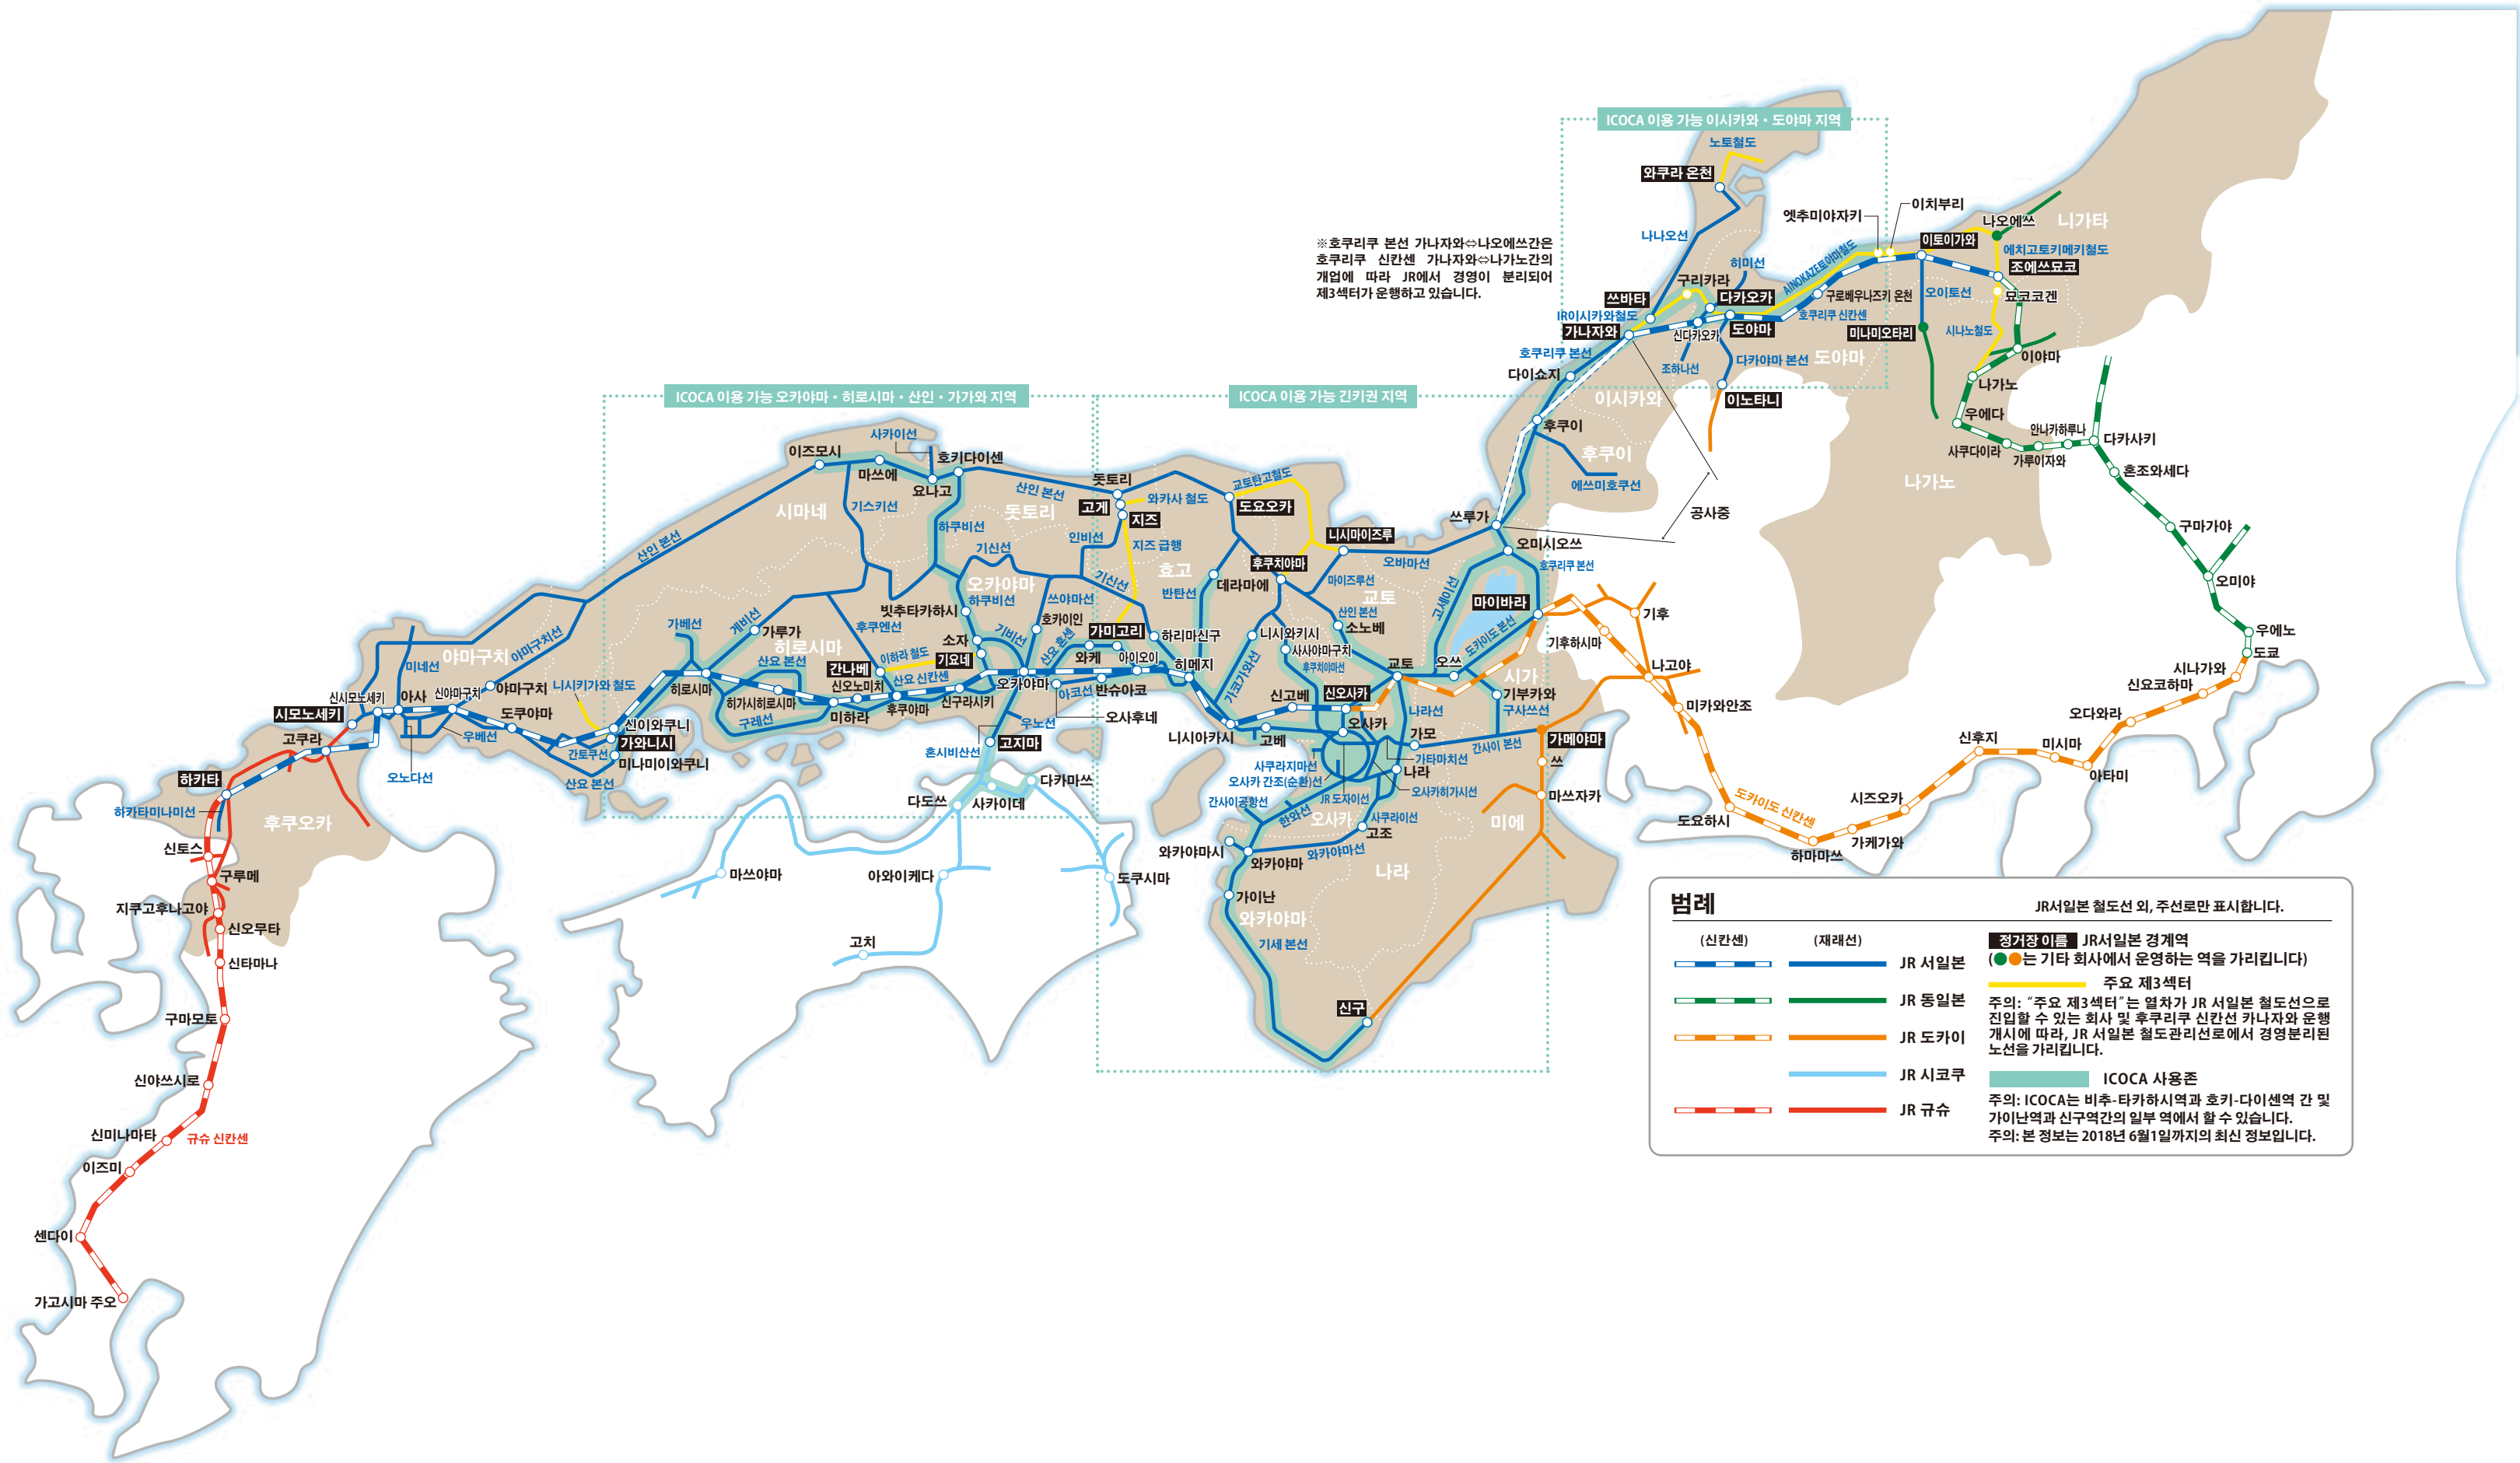 ICOCA 이용 가능 이시카와・도야마 지역
노토철도
와쿠라 온천
나나오선
엣추미야자키
이치부리
나오에쓰
니가타
이토이가와
에치고토키메키철도
조에쓰묘코
※호쿠리쿠 본선 가나자와⇔나오에쓰간은
호쿠리쿠 신칸센 가나자와⇔나가노간의
개업에 따라 JR에서 경영이 분리되어
제3섹터가 운행하고 있습니다.
히미선
AINOKAZE토야마철도
구리카라
쓰바타
다카오카
구로베우나즈키 온천
오이토선
묘코코겐
IR이시카와철도
호쿠리쿠 신칸센
가나자와
신다카오카
도야마
미나미오타리
시나노철도
호쿠리쿠 본선
다카야마 본선
도야마
이야마
조하나선
다이쇼지
이시카와
이노타니
나가노
우에다
안나카하루나
다카사키
사쿠다이라
가루이자와
혼조와세다
후쿠이
후쿠이
에쓰미호쿠선
나가노
공사중
구마가야
오미야
우에노
도쿄
시나가와
신요코하마
오다와라
신후지
미시마
아타미
시즈오카
가케가와
하마마쓰
도요하시
도카이도 신칸센
미카와안조
나고야
기후
기후하시마
ICOCA 이용 가능 오카야마・히로시마・산인・가가와 지역
ICOCA 이용 가능 긴키권 지역
사카이선
이즈모시
마쓰에
호키다이센
요나고
산인 본선
돗토리
와카사 철도
교토탄고철도
시마네
기스키선
돗토리
고게
지즈
도요오카
쓰루가
하쿠비선
인비선
지즈 급행
니시마이즈루
오미시오쓰
산인 본선
기신선
기신선
효고
후쿠치야마
오바마선
호쿠리쿠 본선
오카야마
데라마에
마이즈루선
고세이선
하쿠비선
쓰야마선
반탄선
교토
마이바라
빗추타카하시
산인 본선
가베선
게비선
가루가
후쿠엔선
호카이인
가미고리
하리마신구
니시와키시
소노베
도카이도 본선
히로시마
소자
기비선
산요 혼센
사사야마구치
야마구치
야마구치선
미네선
산요 본선
이하라 철도
간나베
기요네
와케
아이오이
히메지
후쿠치야마선
교토
오쓰
시가
니시키가와 철도
히로시마
신오노미치
산요 신칸센
오카야마
아코선
반슈아코
가코가와선
신고베
신오사카
기부카와
구사쓰선
신시모노세키
아사
신야마구치
야마구치
히가시히로시마
미하라
후쿠야마
신구라시키
오사후네
나라선
시모노세키
도쿠야마
신이와쿠니
구레선
우노선
오사카
가모
고쿠라
우베선
가와니시
간토쿠선
미나미이와쿠니
혼시비산선
고지마
니시아카시
고베
간사이 본선
가메야마
하카타
오노다선
산요 본선
사쿠라지마선
가타마치선
나라
쓰
오사카 간조(순환)선
하카타미나미선
다도쓰
사카이데
다카마쓰
간사이공항선
JR 도자이선
오사카히가시선
마쓰자카
후쿠오카
한와선
오사카
사쿠라이선
고조
미에
신토스
와카야마시
와카야마
와카야마선
구루메
마쓰야마
아와이케다
도쿠시마
나라
지쿠고후나고야
가이난
와카야마
신오무타
고치
기세 본선
신타마나
신구
구마모토
신야쓰시로
신미나마타
규슈 신칸센
이즈미
센다이
가고시마 주오
범례
JR서일본 철도선 외, 주선로만 표시합니다.
(신칸센)
(재래선)
JR 서일본
JR 동일본
JR 도카이
JR 시코쿠
JR 규슈
정거장 이름 JR서일본 경계역
(●●는 기타 회사에서 운영하는 역을 가리킵니다)
주요 제3섹터
주의: “주요 제3섹터”는 열차가 JR 서일본 철도선으로
진입할 수 있는 회사 및 후쿠리쿠 신칸선 카나자와 운행
개시에 따라, JR 서일본 철도관리선로에서 경영분리된
노선을 가리킵니다.
ICOCA 사용존
주의: ICOCA는 비추-타카하시역과 호키-다이센역 간 및
가이난역과 신구역간의 일부 역에서 할 수 있습니다.
주의: 본 정보는 2018년 6월1일까지의 최신 정보입니다.